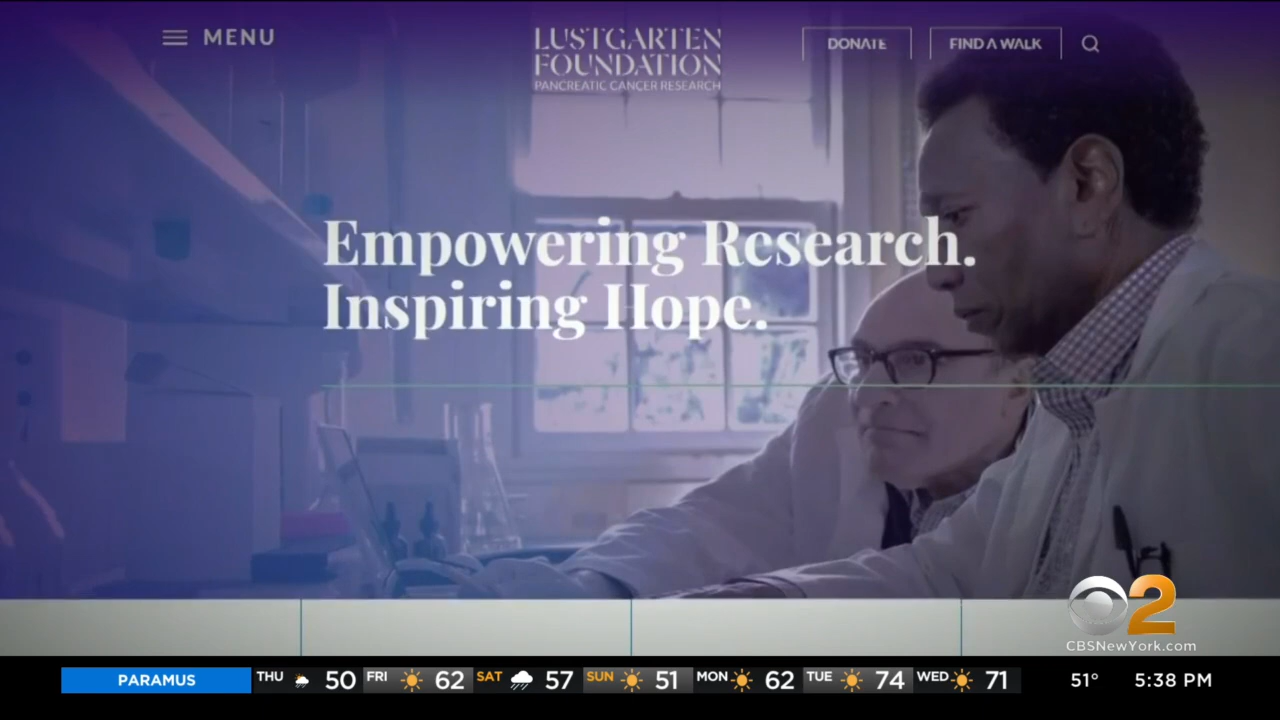 MENU
LUSTGARTEN
FOUNDATION
PANCREATIC CANCER RESEARCH
DONATE
FIND A WALK
Empowering Research.
Inspiring Hope.
2
CBSNewYork.com
PARAMUS THU 50 FRI 62 SAT 57 SUN 51 MON 62 TUE 74 WED 71 51° 5:38 PM